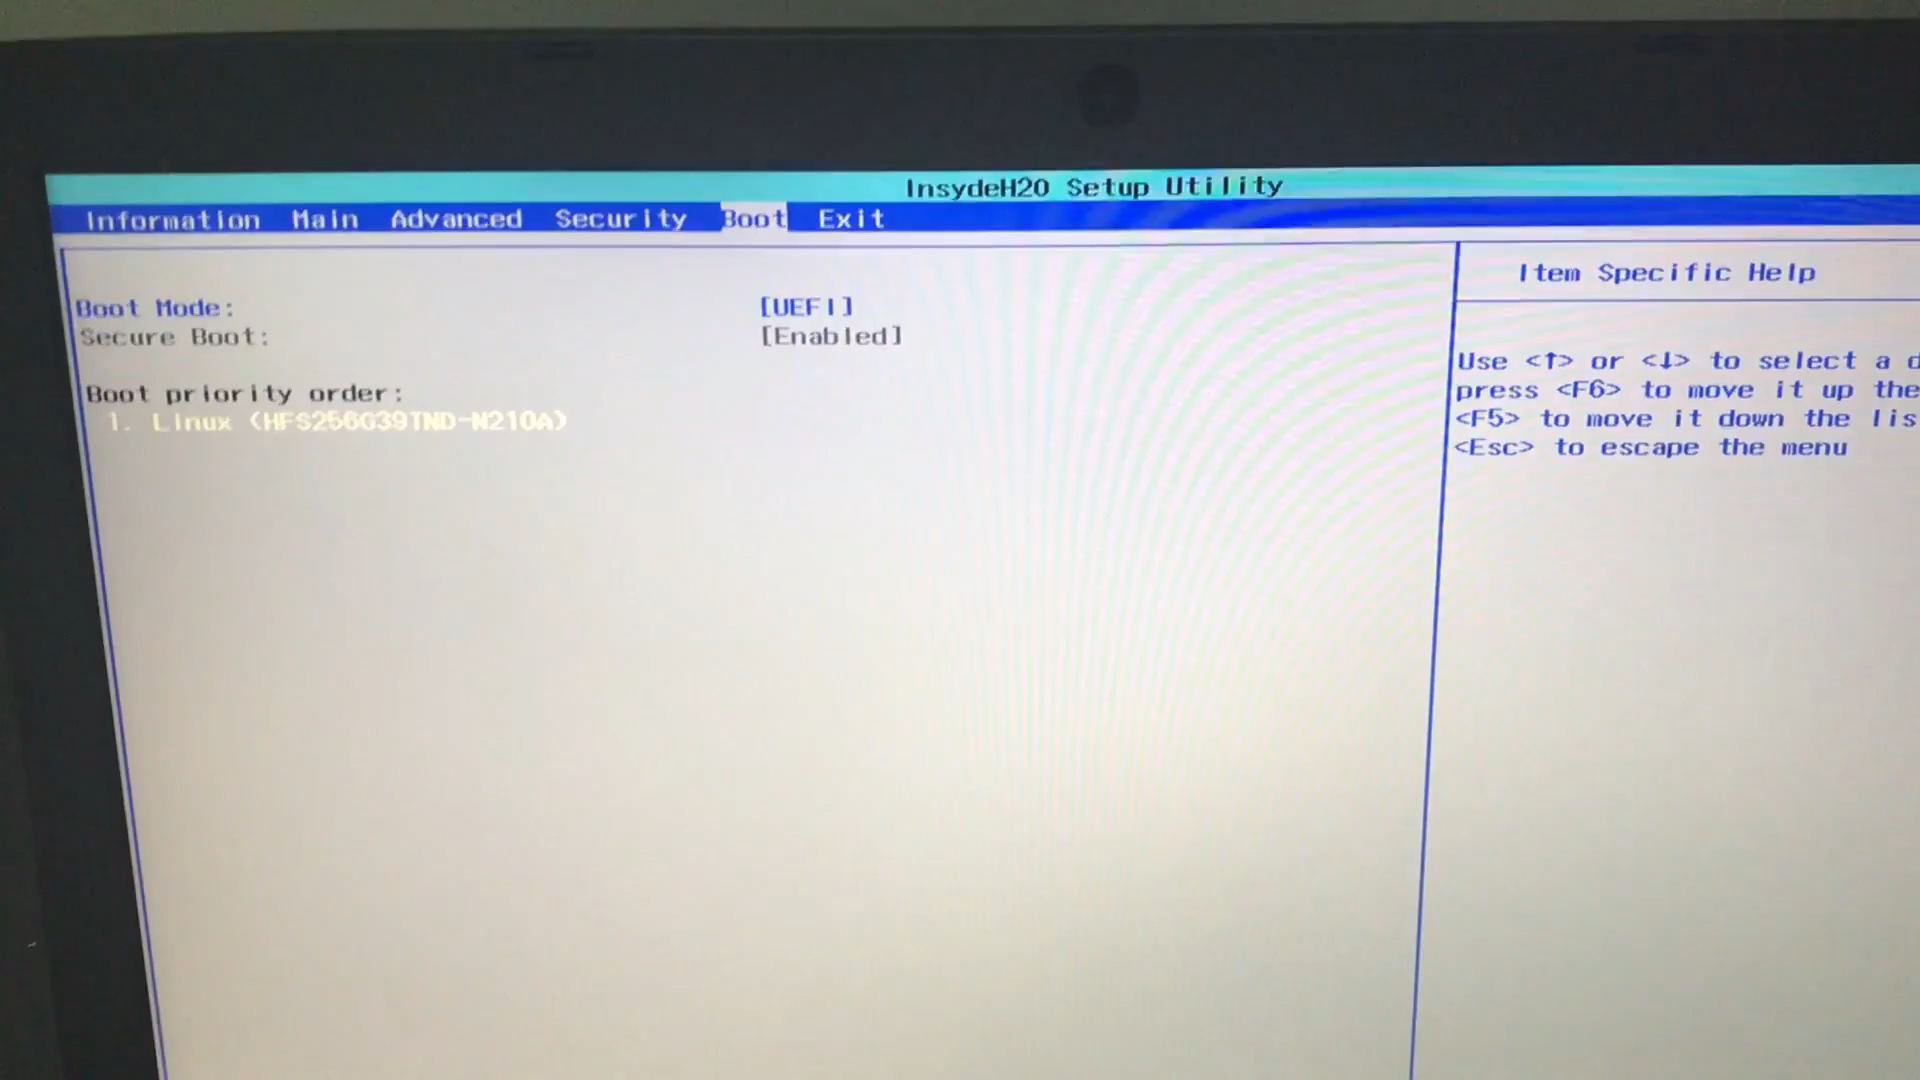 InsydeH20 Setup Utility
Information Main Advanced Security Boot Exit
Item Specific Help
Boot Mode: [UEFI]
Secure Boot: [Enabled]
Boot priority order:
1. Linux (HFS256G39TND-N210A)
Use <↑> or <↓> to select a
press <F6> to move it up the
<F5> to move it down the
<Esc> to escape the menu